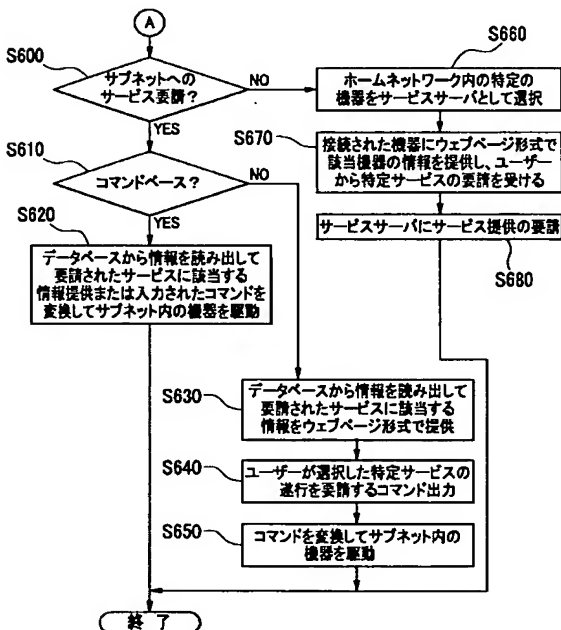 A
S600
サブネットへの
サービス要請?
NO
YES
S610
コマンドベース?
NO
YES
S620
データベースから情報を読み出して
要請されたサービスに該当する
情報提供または入力されたコマンドを
変換してサブネット内の機器を駆動
S660
ホームネットワーク内の特定の
機器をサービスサーバとして選択
S670
接続された機器にウェブページ形式で
該当機器の情報を提供し、ユーザー
から特定サービスの要請を受ける
サービスサーバにサービス提供の要請
S680
S630
データベースから情報を読み出して
要請されたサービスに該当する
情報をウェブページ形式で提供
S640
ユーザーが選択した特定サービスの
遂行を要請するコマンド出力
S650
コマンドを変換してサブネット内の
機器を駆動
終了